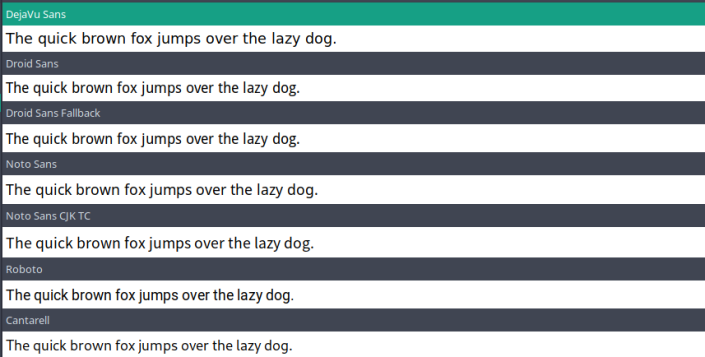 DejaVu Sans
The quick brown fox jumps over the lazy dog.
Droid Sans
The quick brown fox jumps over the lazy dog.
Droid Sans Fallback
The quick brown fox jumps over the lazy dog.
Noto Sans
The quick brown fox jumps over the lazy dog.
Noto Sans CJK TC
The quick brown fox jumps over the lazy dog.
Roboto
The quick brown fox jumps over the lazy dog.
Cantarell
The quick brown fox jumps over the lazy dog.